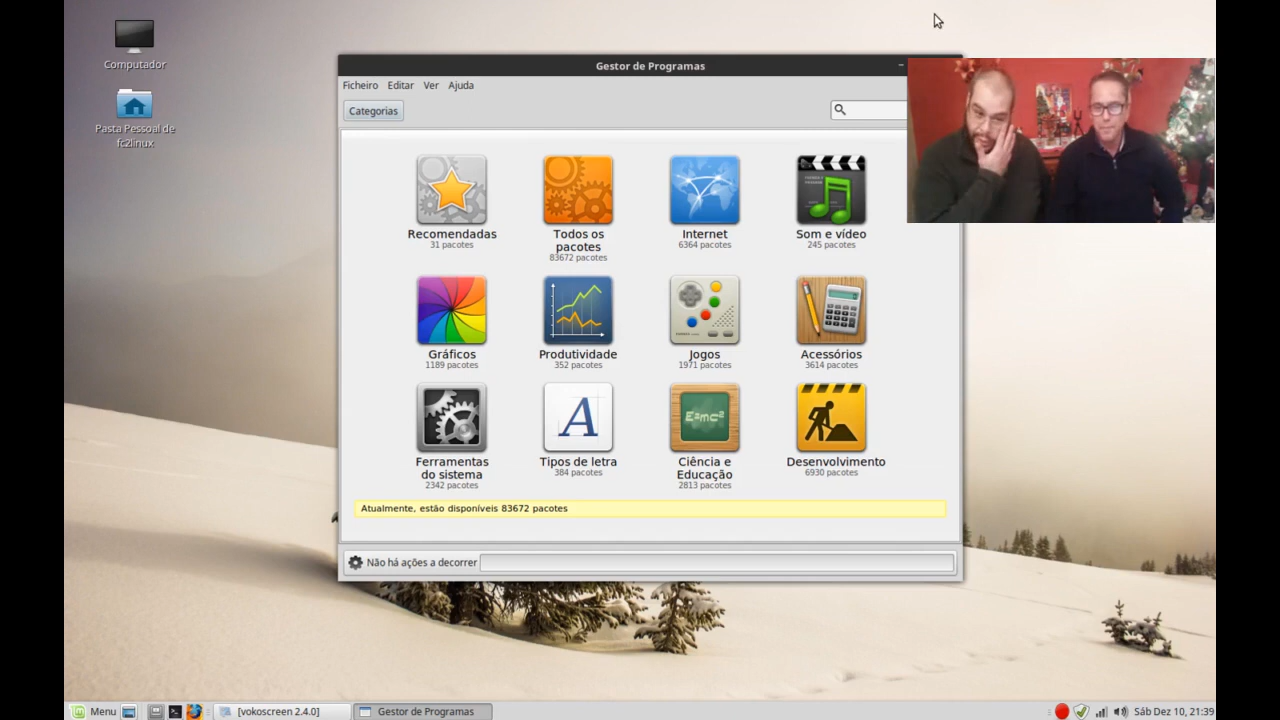 Computador
Pasta Pessoal de
fc2linux
Gestor de Programas
Ficheiro Editar Ver Ajuda
Categorias
Recomendadas
31 pacotes
Todos os
pacotes
83672 pacotes
Internet
6364 pacotes
Som e vídeo
245 pacotes
Gráficos
1189 pacotes
Produtividade
352 pacotes
Jogos
1971 pacotes
Acessórios
3614 pacotes
Ferramentas
do sistema
2342 pacotes
A
Tipos de letra
384 pacotes
E=mc²
Ciência e
Educação
2813 pacotes
Desenvolvimento
6930 pacotes
Atualmente, estão disponíveis 83672 pacotes
Não há ações a decorrer
Menu [vokoscreen 2.4.0] Gestor de Programas Sáb Dez 10, 21:39